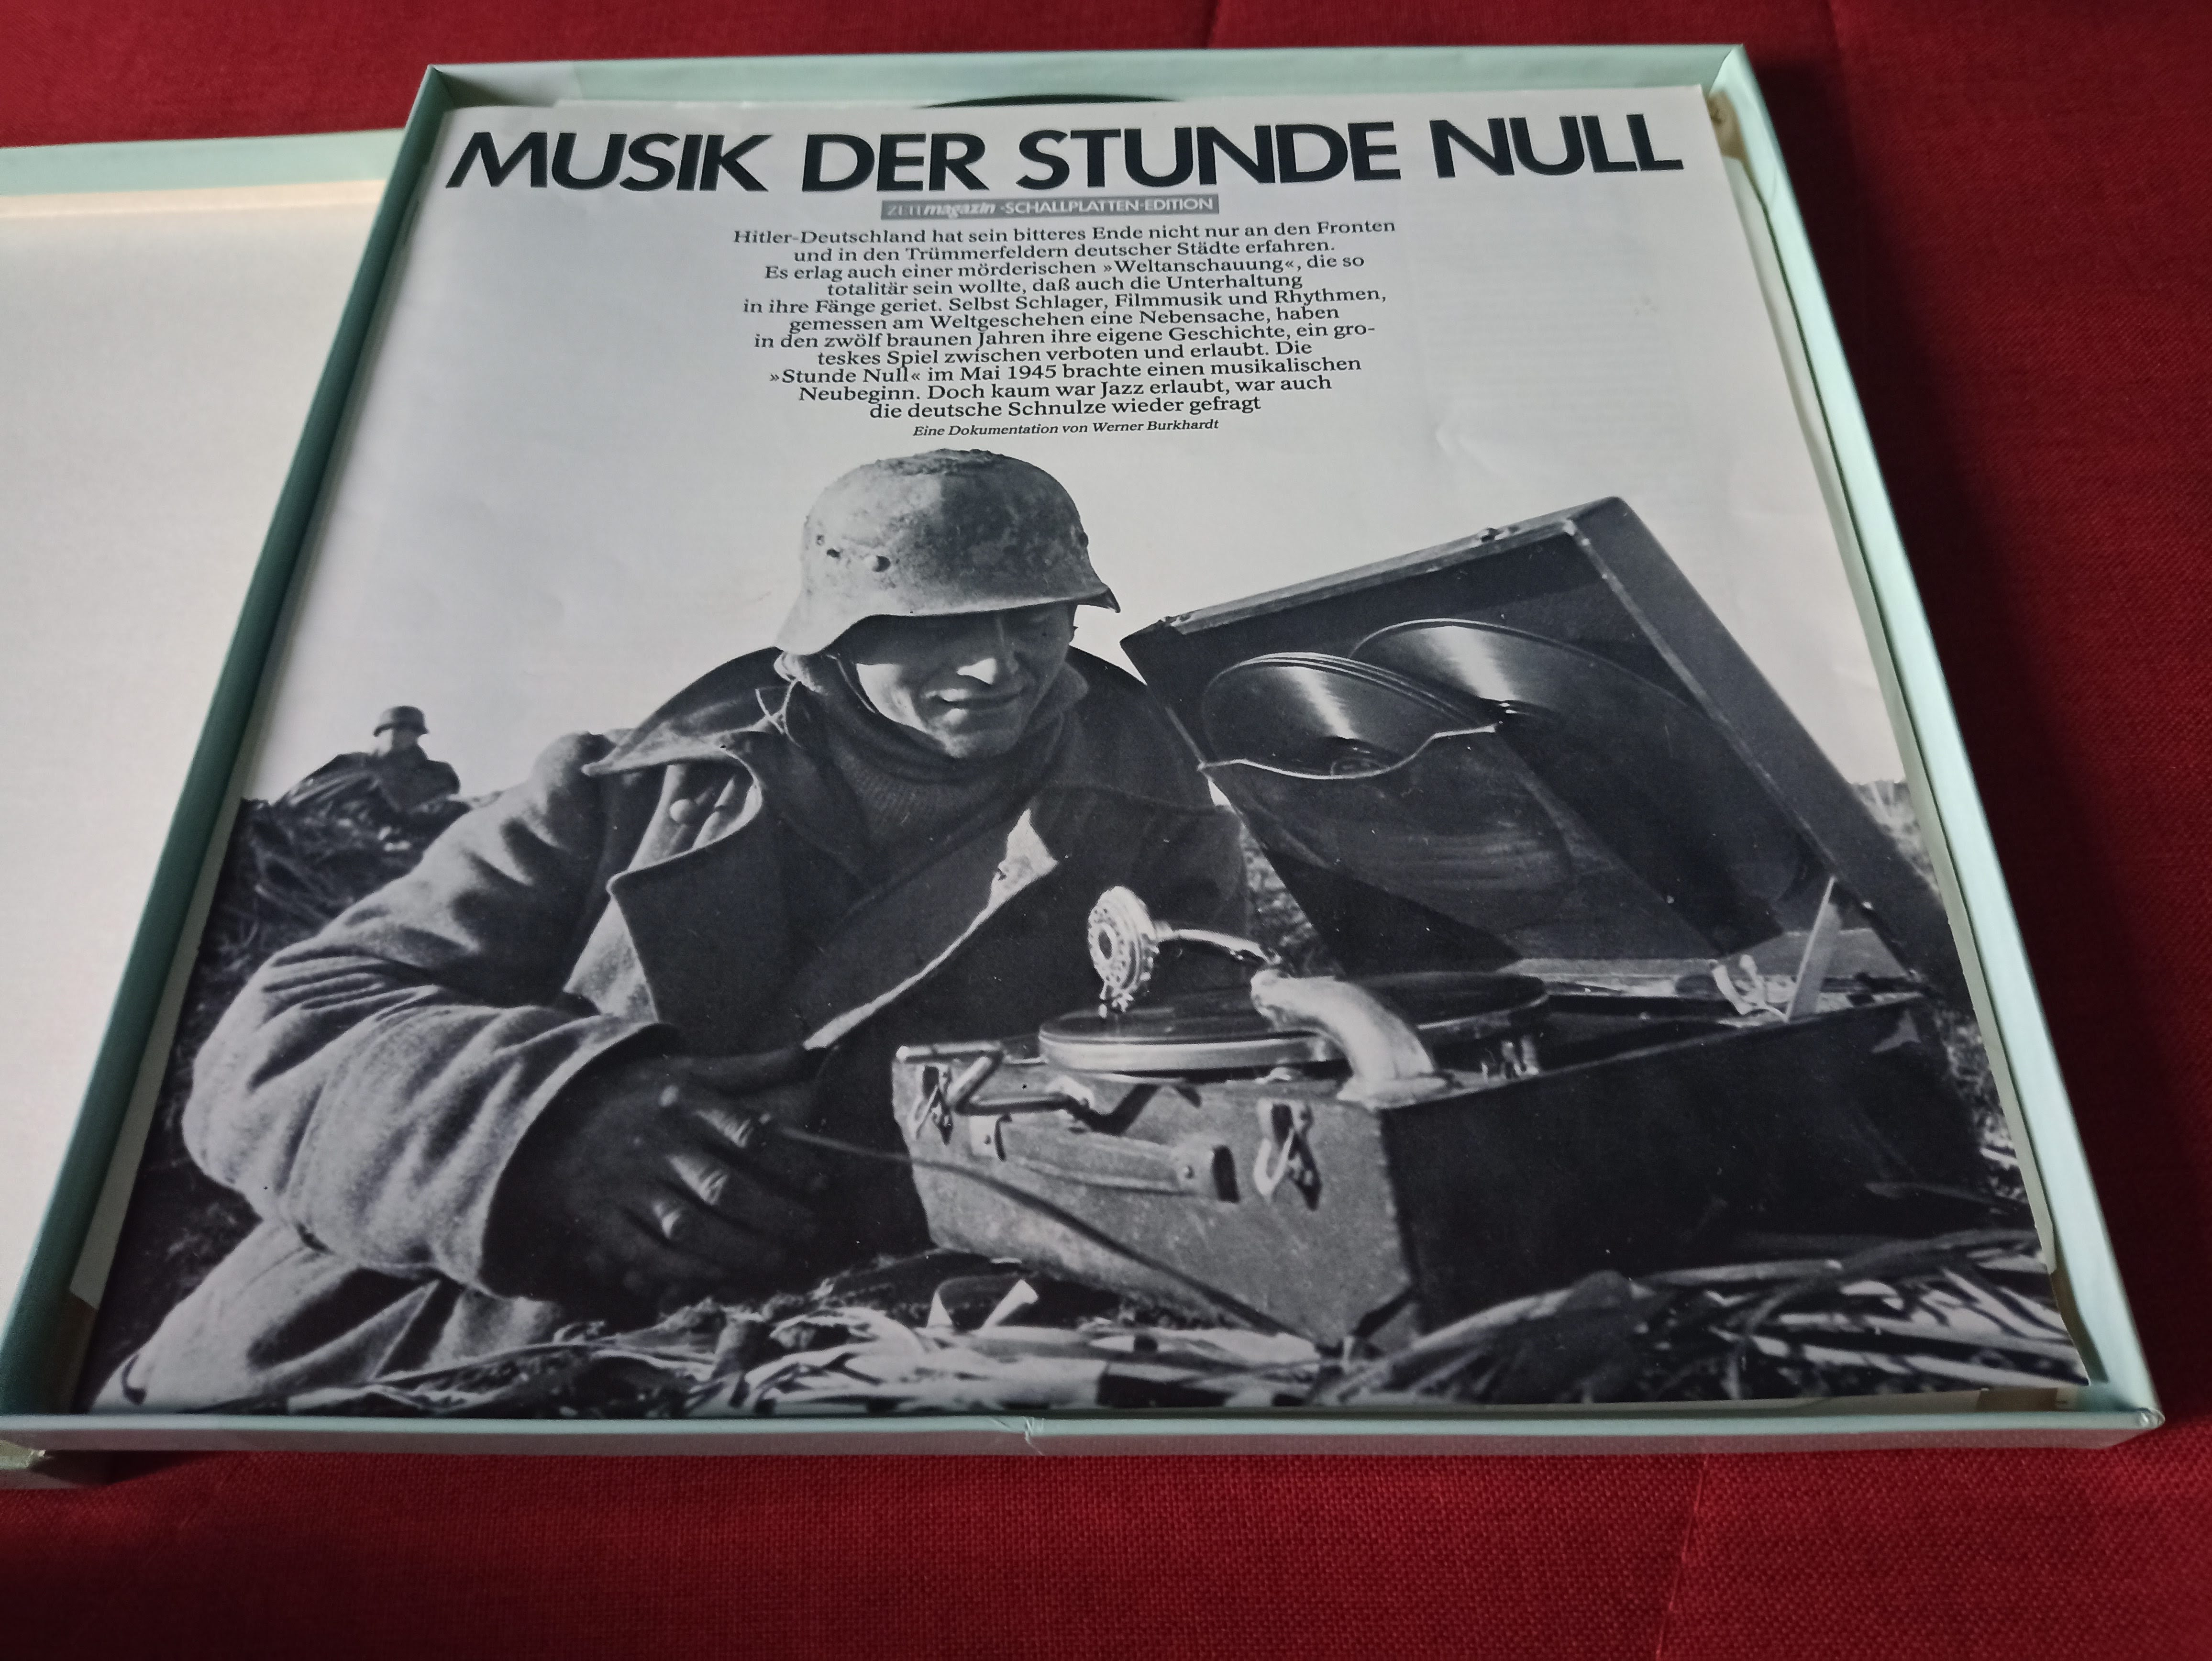 MUSIK DER STUNDE NULL
ZEITmagazin-SCHALLPLATTEN-EDITION
Hitler-Deutschland hat sein bitteres Ende nicht nur an den Fronten
und in den Trümmerfeldern deutscher Städte erfahren.
Es erlag auch einer mörderischen »Weltanschauung«, die so
totalitär sein wollte, daß auch die Unterhaltung
in ihre Fänge geriet. Selbst Schlager, Filmmusik und Rhythmen,
gemessen am Weltgeschehen eine Nebensache, haben
in den zwölf braunen Jahren ihre eigene Geschichte, ein gro-
teskes Spiel zwischen verboten und erlaubt. Die
»Stunde Null« im Mai 1945 brachte einen musikalischen
Neubeginn. Doch kaum war Jazz erlaubt, war auch
die deutsche Schnulze wieder gefragt
Eine Dokumentation von Werner Burkhardt